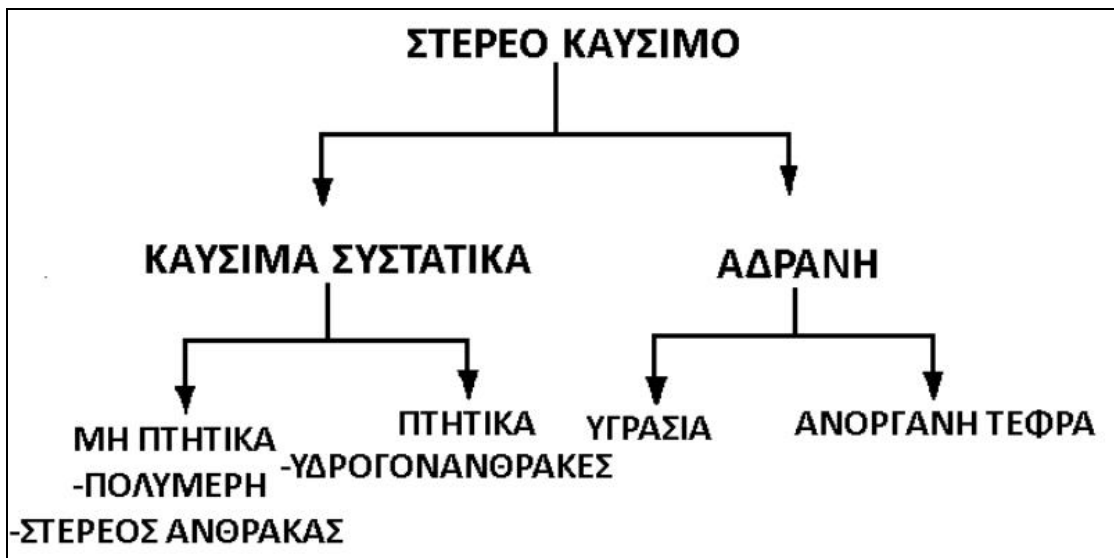 ΣΤΕΡΕΟ ΚΑΥΣΙΜΟ
ΚΑΥΣΙΜΑ ΣΥΣΤΑΤΙΚΑ
ΑΔΡΑΝΗ
ΜΗ ΠΤΗΤΙΚΑ
-ΠΟΛΥΜΕΡΗ
-ΣΤΕΡΕΟΣ ΑΝΘΡΑΚΑΣ
ΠΤΗΤΙΚΑ
-ΥΔΡΟΓΟΝΑΝΘΡΑΚΕΣ
ΥΓΡΑΣΙΑ
ΑΝΟΡΓΑΝΗ ΤΕΦΡΑ